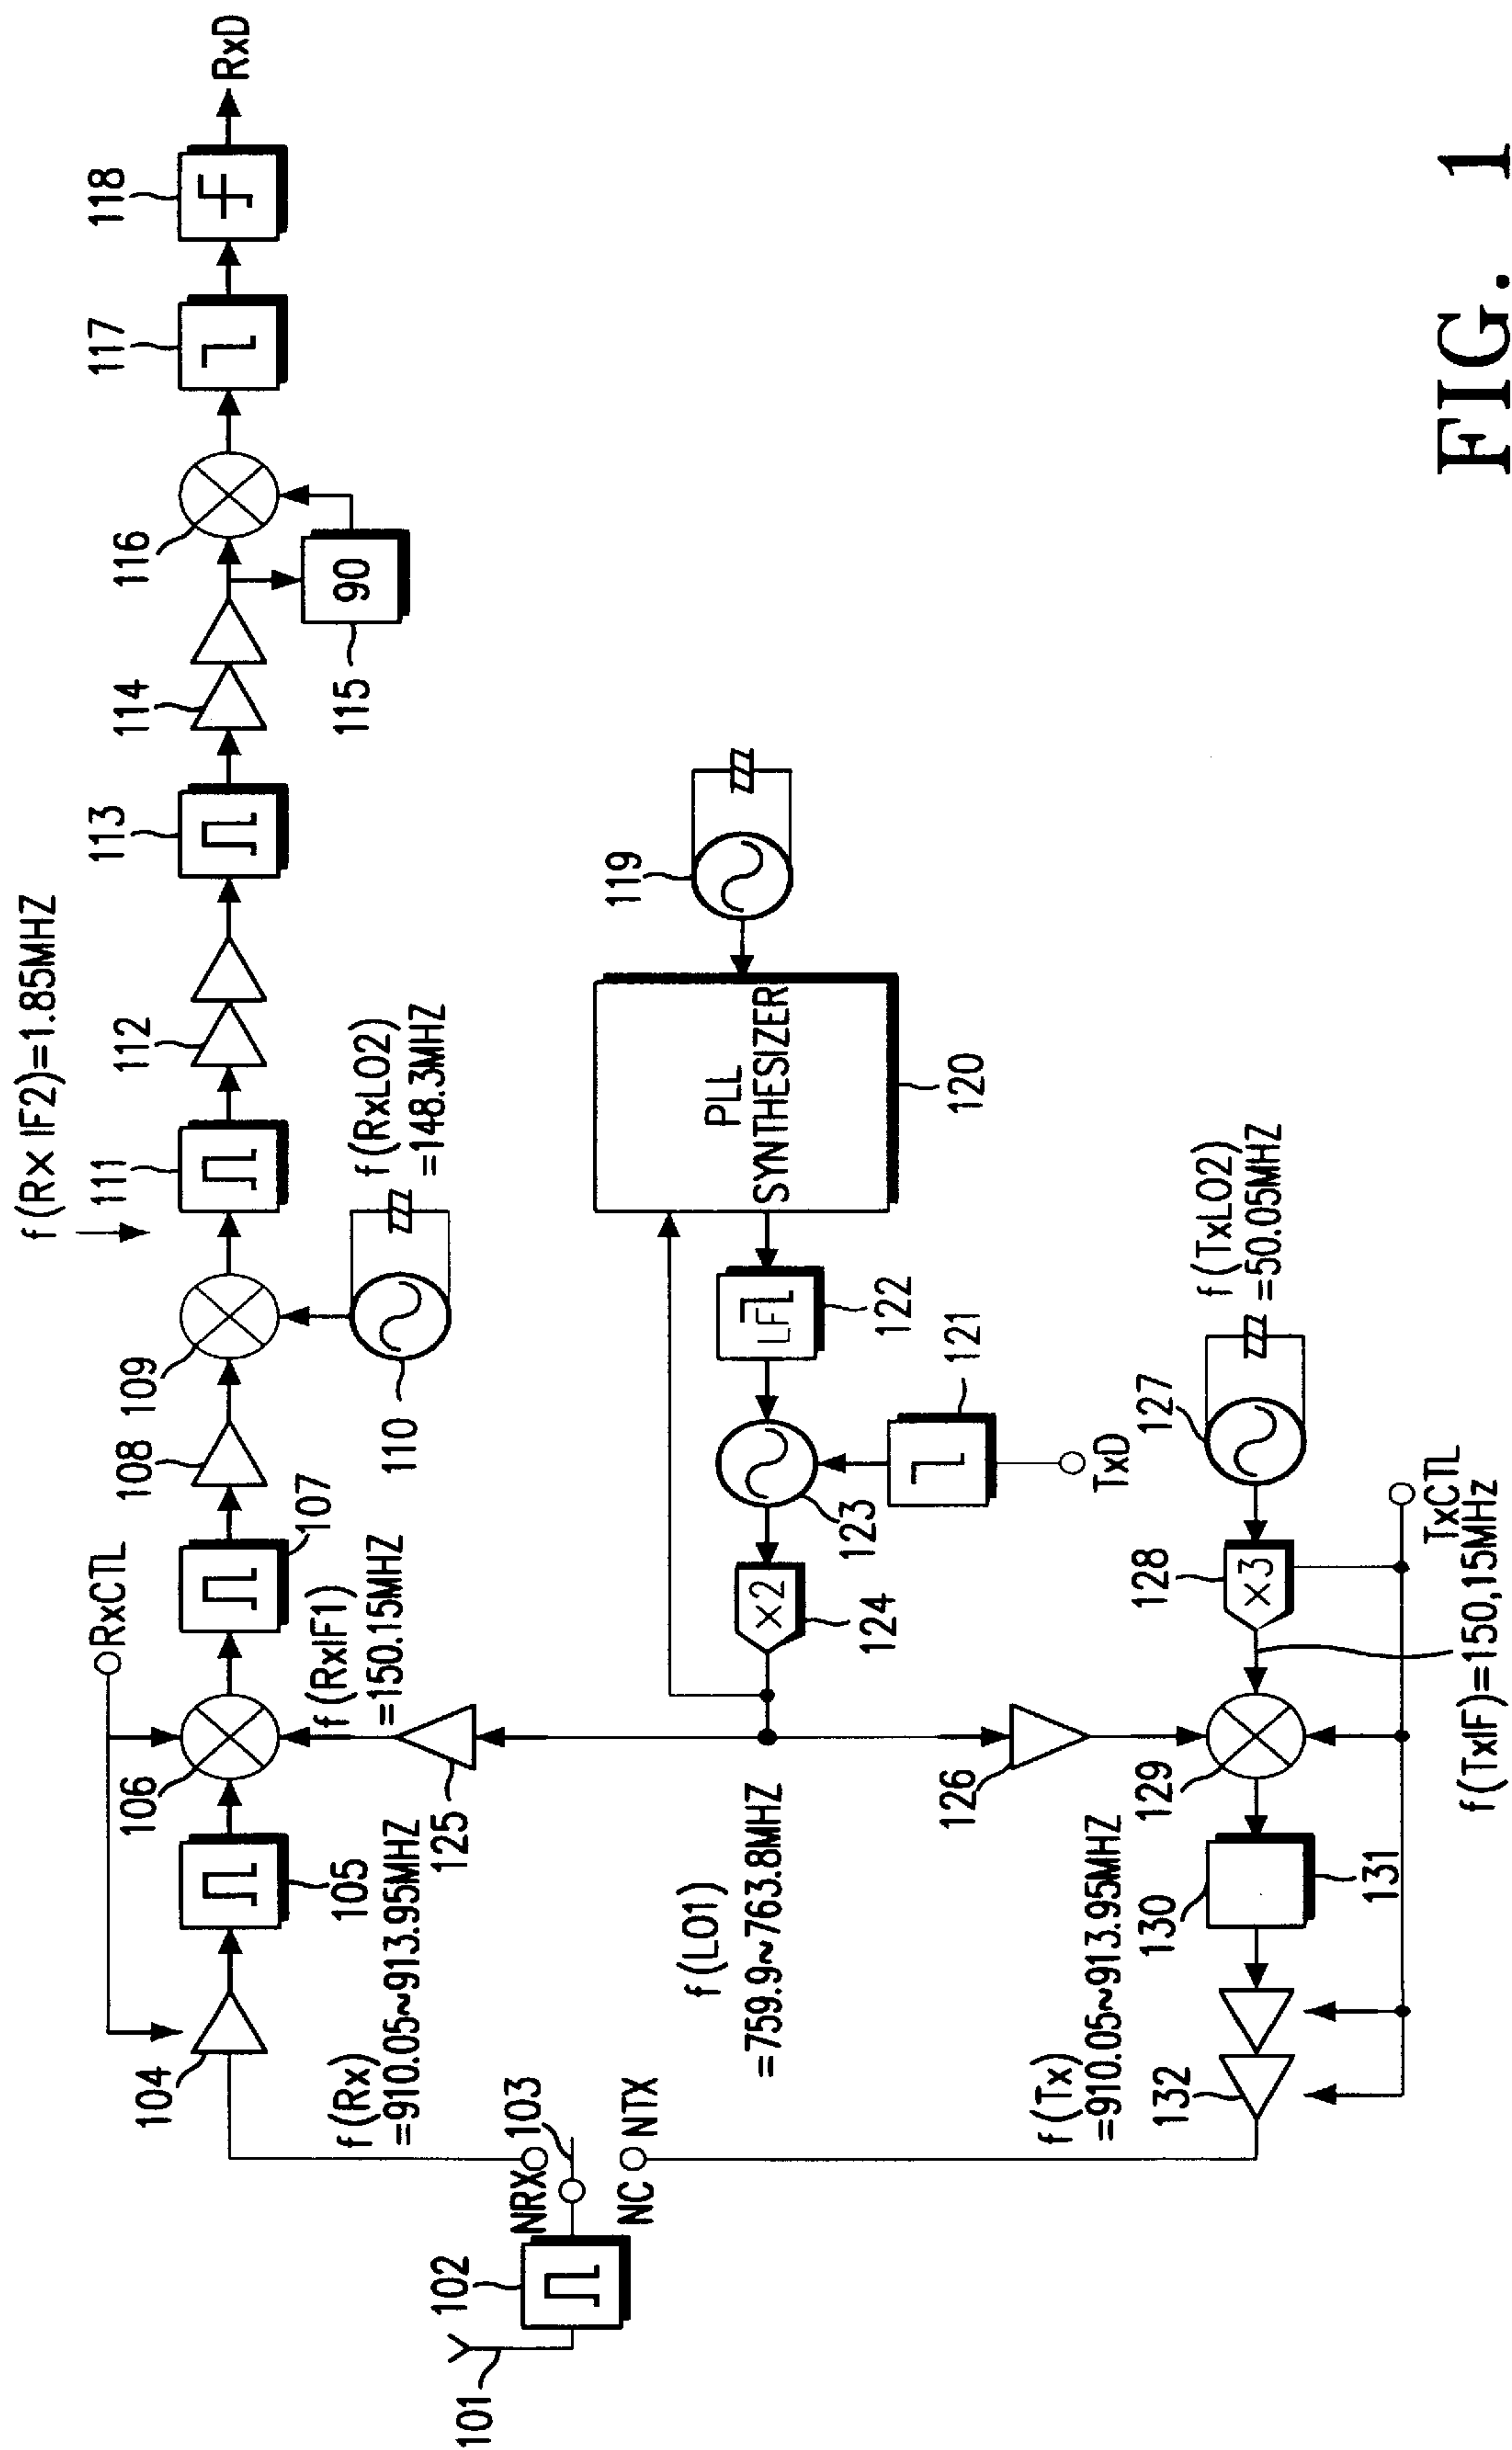 f(Rx IF2)=1.85MHZ
RxCTL
104
105
106
107
108
109
111
112
113
114
116
117
118
RxD
90
115
110
f(RxLO2)
=148.3MHZ
f(RxIF1)
=150.15MHZ
125
f(Rx)
=910.05~913.95MHZ
101
102
NRX
103
NC
NTX
f(LO1)
=759.9~763.8MHZ
×2
124
123
LF
122
121
TxD
PLL
SYNTHESIZER
120
119
126
f(Tx)
=910.05~913.95MHZ
132
130
131
129
128
×3
127
f(TxLO2)
=50.05MHZ
TxCTL
f(TxIF)=150,15MHz
FIG. 1